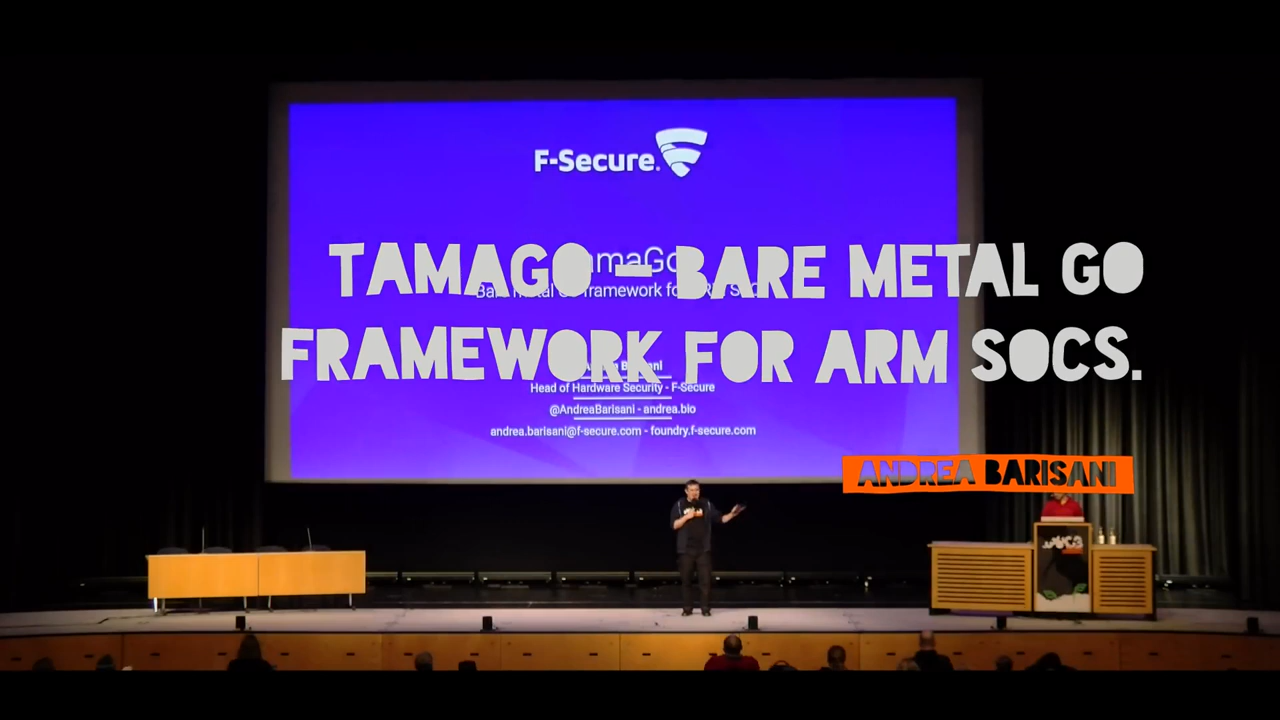 F-Secure.
TAMAGO – BARE METAL GO
FRAMEWORK FOR ARM SOCS.
Head of Hardware Security - F-Secure
@AndreaBarisani - andrea.bio
andrea.barisani@f-secure.com - foundry.f-secure.com
ANDREA BARISANI